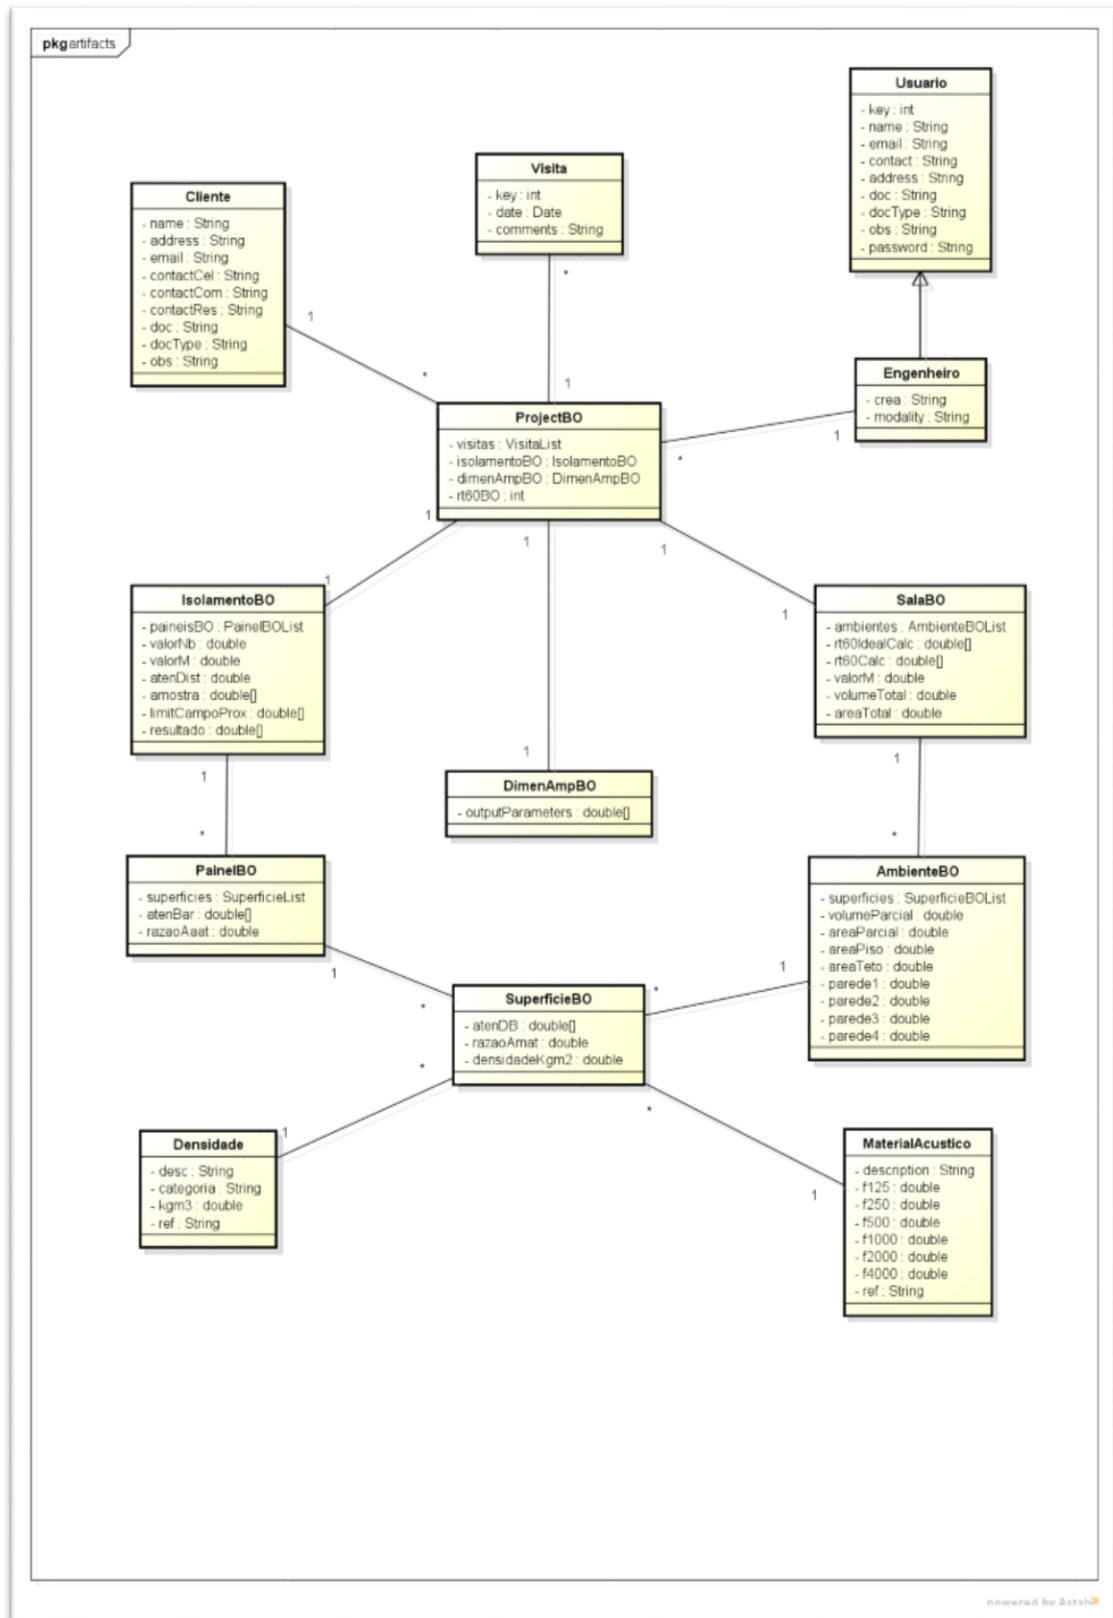 pkg artifacts
Usuario
- key : int
- name : String
- email : String
- contact : String
- address : String
- doc : String
- docType : String
- obs : String
- password : String
Visita
- key : int
- date : Date
- comments : String
*
1
Cliente
- name : String
- address : String
- email : String
- contactCel : String
- contactCom : String
- contactRes : String
- doc : String
- docType : String
- obs : String
1
*
Engenheiro
- crea : String
- modality : String
1
*
ProjectBO
- visitas : VisitaList
- isolamentoBO : IsolamentoBO
- dimenAmpBO : DimenAmpBO
- rt60BO : int
1
1
1
1
1
1
IsolamentoBO
- paineisBO : PainelBOList
- valorNb : double
- valorM : double
- atenDist : double
- amostra : double[]
- limitCampoProx : double[]
- resultado : double[]
1
*
SalaBO
- ambientes : AmbienteBOList
- rt60IdealCalc : double[]
- rt60Calc : double[]
- valorM : double
- volumeTotal : double
- areaTotal : double
1
*
DimenAmpBO
- outputParameters : double[]
PainelBO
- superficies : SuperficieList
- atenBar : double[]
- razaoAaat : double
1
*
AmbienteBO
- superficies : SuperficieBOList
- volumeParcial : double
- areaParcial : double
- areaPiso : double
- areaTeto : double
- parede1 : double
- parede2 : double
- parede3 : double
- parede4 : double
1
*
SuperficieBO
- atenDB : double[]
- razaoAmat : double
- densidadeKgm2 : double
*
1
*
1
Densidade
- desc : String
- categoria : String
- kgm3 : double
- ref : String
MaterialAcustico
- description : String
- f125 : double
- f250 : double
- f500 : double
- f1000 : double
- f2000 : double
- f4000 : double
- ref : String
powered by Astah